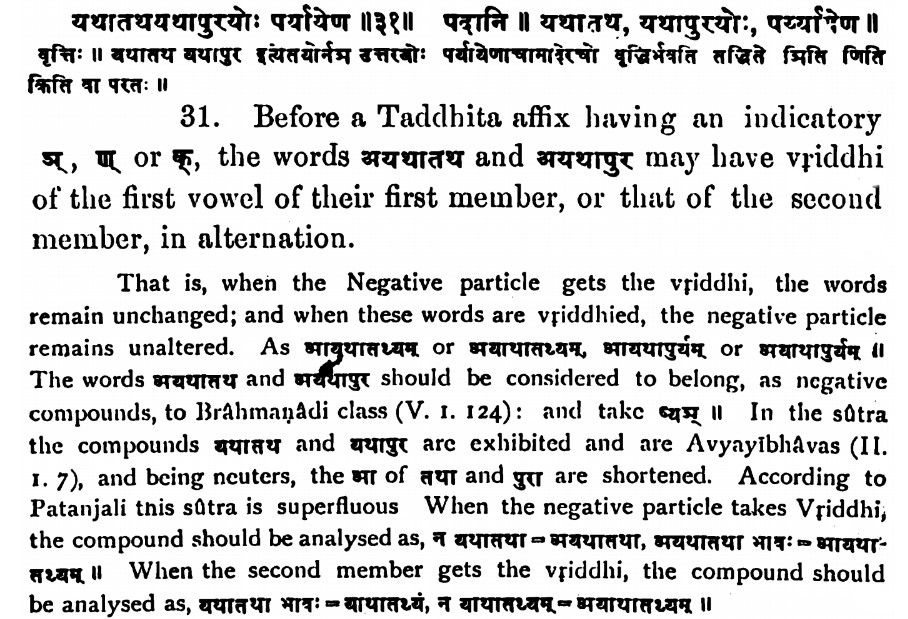 यथातथयथापुरयोः पर्यायेण ॥३१॥ पदानि ॥ यथातथ, यथापुरयोः, पर्य्यायेण ॥
वृत्तिः ॥ यथातथ यथापुर इत्येतयोर्नञ उत्तरयोः पर्यायेणाचामादेरचो वृद्धिर्भवति तद्धिते ञिति णिति
किति वा परतः ॥
31. Before a Taddhita affix having an indicatory
ञ्, ण् or क्, the words अयथातथ and अयथापुर may have vṛiddhi
of the first vowel of their first member, or that of the second
member, in alternation.
That is, when the Negative particle gets the vṛiddhi, the words
remain unchanged; and when these words are vṛiddhied, the negative particle
remains unaltered. As आयथातथ्यम् or अयाथातथ्यम्, आयथापुर्यम् or अयाथापुर्यम् ॥
The words अयथातथ and अयथापुर should be considered to belong, as negative
compounds, to Brâhmaṇâdi class (V. 1. 124): and take ष्यञ् ॥ In the sûtra
the compounds यथातथ and यथापुर are exhibited and are Avyayîbhâvas (II.
1. 7), and being neuters, the आ of तथा and पुरा are shortened. According to
Patanjali this sûtra is superfluous When the negative particle takes Vṛiddhi,
the compound should be analysed as, न यथातथा = अयथातथा, अयथातथा भावः = आयथा-
तथ्यम् ॥ When the second member gets the vṛiddhi, the compound should
be analysed as, यथातथा भावः = याथातथ्यं, न याथातथ्यम् = अयाथातथ्यम् ॥